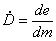 Ḋ = de/dm